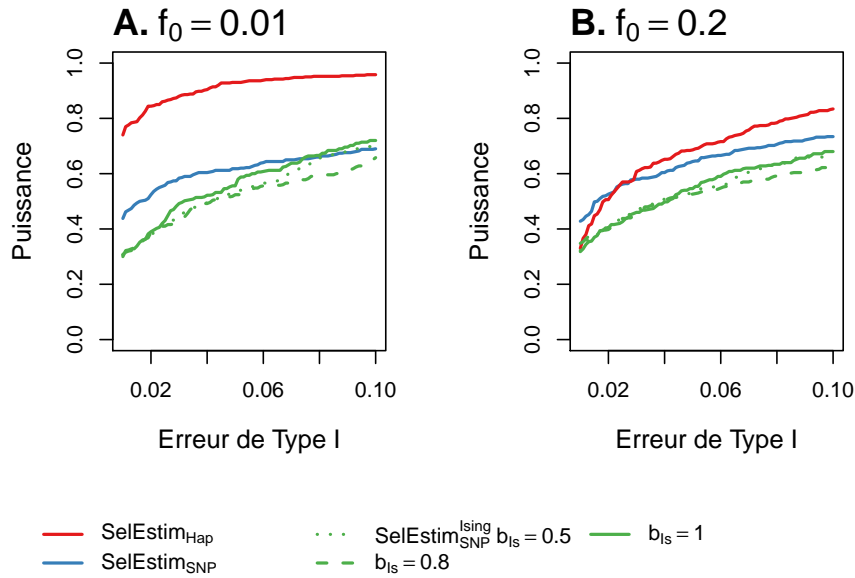 A. f0 = 0.01
B. f0 = 0.2
Puissance
0.0 0.2 0.4 0.6 0.8 1.0
0.02 0.06 0.10
Erreur de Type I
Puissance
0.0 0.2 0.4 0.6 0.8 1.0
0.02 0.06 0.10
Erreur de Type I
SelEstimHap
SelEstimSNP
SelEstimSNP^Ising bIs = 0.5
bIs = 0.8
bIs = 1